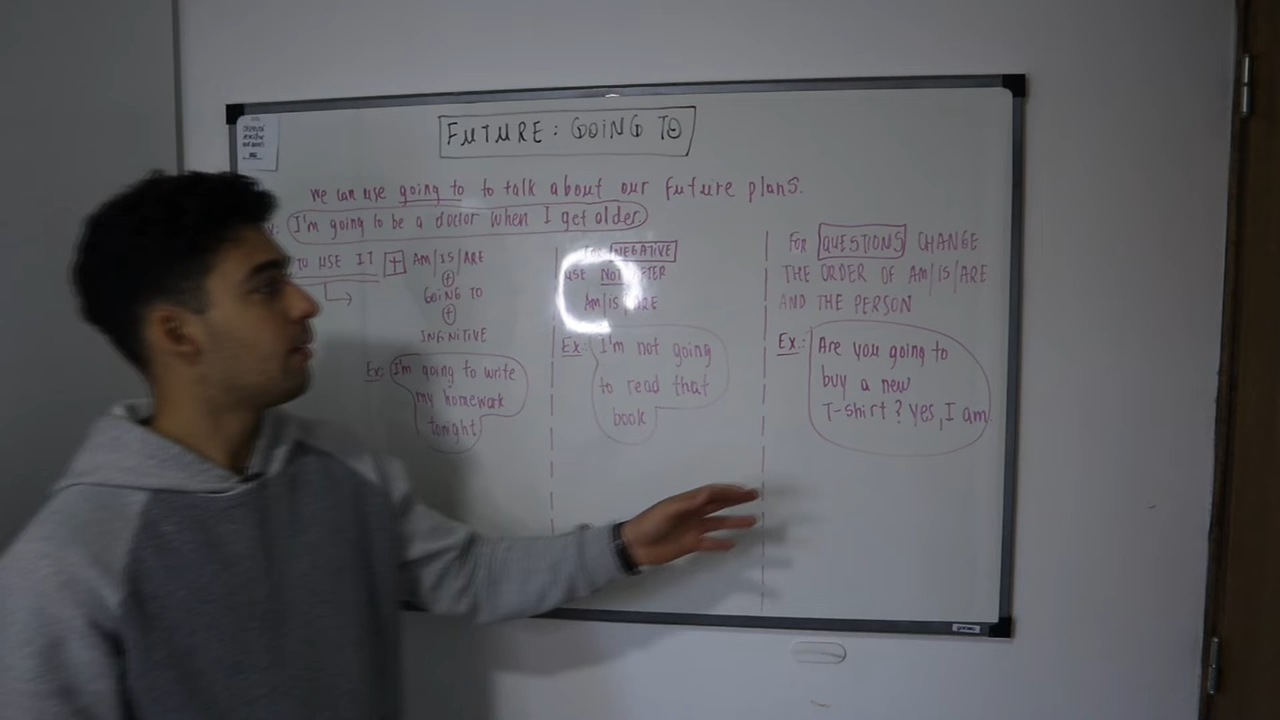 FUTURE: GOING TO
We can use going to to talk about our future plans.
I'm going to be a doctor when I get older.
TO USE IT + AM/IS/ARE
+
GOING TO
+
INFINITIVE
Ex: I'm going to write
my homework
tonight
NEGATIVE
USE NOT AFTER
AM/IS/ARE
Ex.: I'm not going
to read that
book
FOR QUESTIONS CHANGE
THE ORDER OF AM/IS/ARE
AND THE PERSON
Ex.: Are you going to
buy a new
T-shirt? Yes, I am.